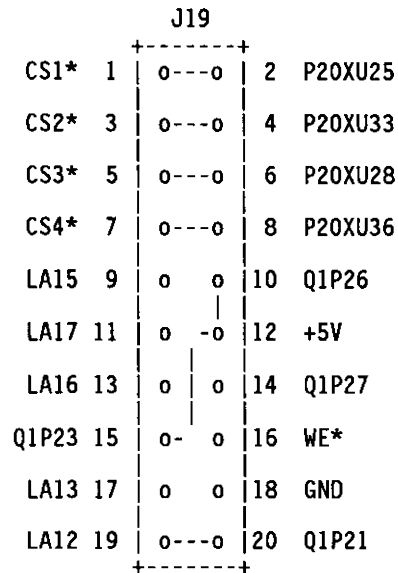 J19
+--------+
CS1* 1 | o---o | 2 P20XU25
CS2* 3 | o---o | 4 P20XU33
CS3* 5 | o---o | 6 P20XU28
CS4* 7 | o---o | 8 P20XU36
LA15 9 | o o | 10 Q1P26
LA17 11 | o -o | 12 +5V
LA16 13 | o o | 14 Q1P27
Q1P23 15 | o- o | 16 WE*
LA13 17 | o o | 18 GND
LA12 19 | o---o | 20 Q1P21
+--------+